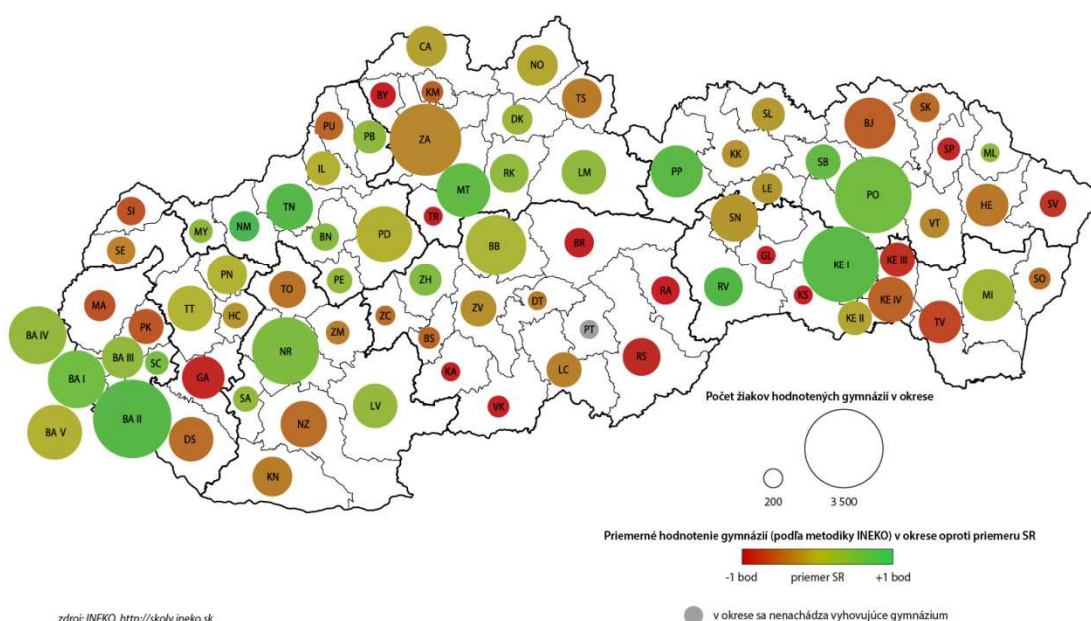 CA
NO
BY
KM
TS
SL
BJ
SK
PU
PB
ZA
DK
KK
SB
SP
ML
IL
MT
RK
LM
PP
LE
PO
HE
SV
SI
MY
NM
TN
TR
SN
VT
SE
BN
PD
BB
BR
GL
KE I
KE III
PN
PE
ZH
RV
KS
KE IV
MI
SO
MA
TT
HC
TO
ZC
ZV
DT
RA
KE II
TV
BA IV
PK
BA III
SC
NR
ZM
BS
PT
RS
BA I
GA
SA
KA
LC
BA II
LV
VK
BA V
DS
NZ
KN
Počet žiakov hodnotených gymnázií v okrese
200
3 500
Priemerné hodnotenie gymnázií (podľa metodiky INEKO) v okrese oproti priemeru SR
-1 bod
priemer SR
+1 bod
v okrese sa nenachádza vyhovujúce gymnázium
zdroj: INEKO, http://skoly.ineko.sk